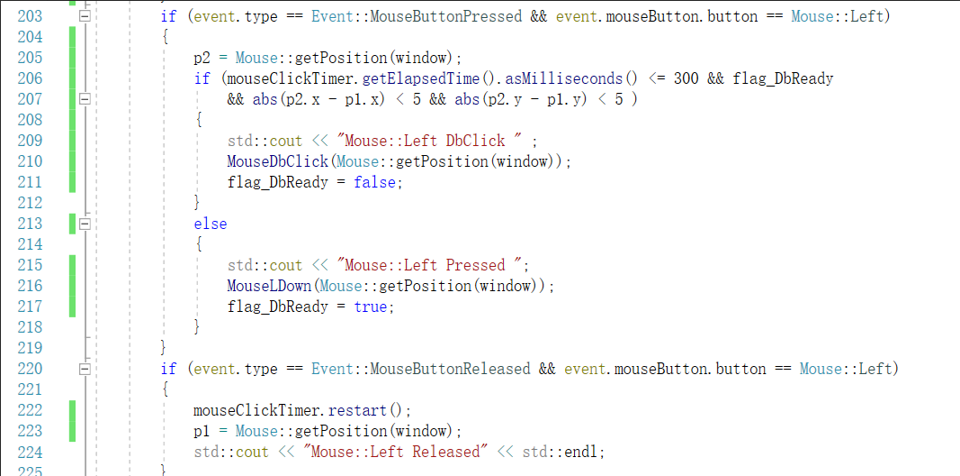 203 if (event.type == Event::MouseButtonPressed && event.mouseButton.button == Mouse::Left)
204 {
205 p2 = Mouse::getPosition(window);
206 if (mouseClickTimer.getElapsedTime().asMilliseconds() <= 300 && flag_DbReady
207 && abs(p2.x - p1.x) < 5 && abs(p2.y - p1.y) < 5 )
208 {
209 std::cout << "Mouse::Left DbClick " ;
210 MouseDbClick(Mouse::getPosition(window));
211 flag_DbReady = false;
212 }
213 else
214 {
215 std::cout << "Mouse::Left Pressed ";
216 MouseLDown(Mouse::getPosition(window));
217 flag_DbReady = true;
218 }
219 }
220 if (event.type == Event::MouseButtonReleased && event.mouseButton.button == Mouse::Left)
221 {
222 mouseClickTimer.restart();
223 p1 = Mouse::getPosition(window);
224 std::cout << "Mouse::Left Released" << std::endl;
225 }